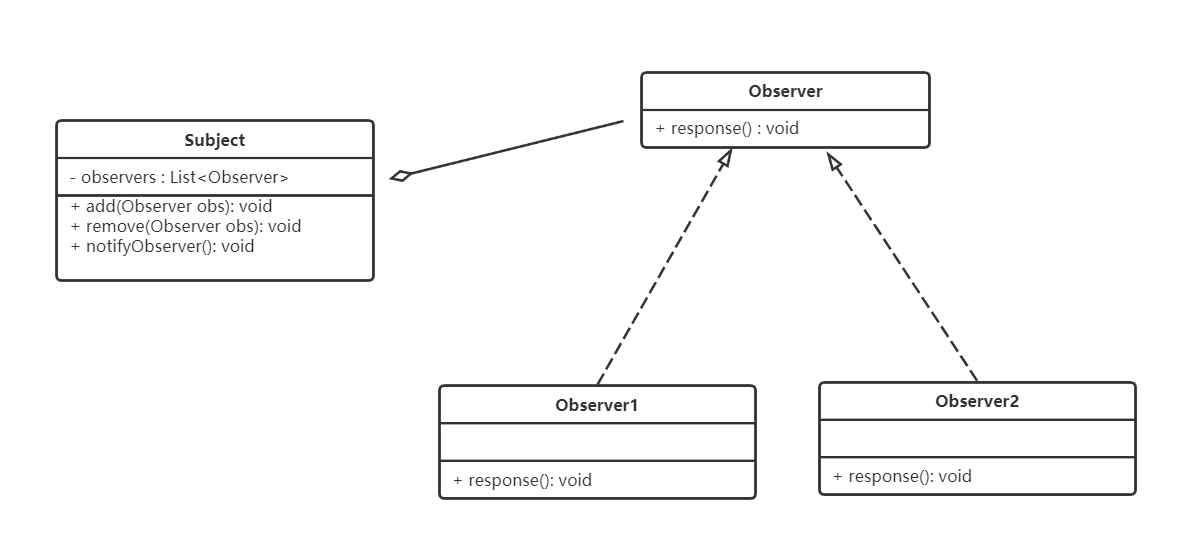 Subject
- observers : List<Observer>
+ add(Observer obs): void
+ remove(Observer obs): void
+ notifyObserver(): void
Observer
+ response() : void
Observer1
+ response(): void
Observer2
+ response(): void